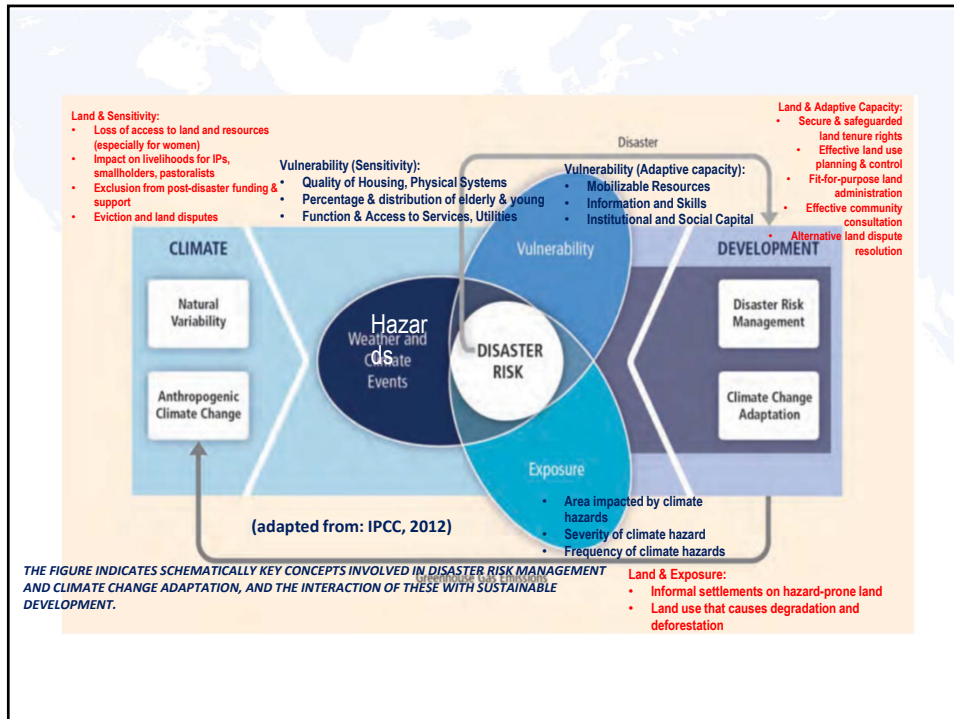 Land & Sensitivity:
• Loss of access to land and resources
(especially for women)
• Impact on livelihoods for IPs,
smallholders, pastoralists
• Exclusion from post-disaster funding &
support
• Eviction and land disputes
Vulnerability (Sensitivity):
• Quality of Housing, Physical Systems
• Percentage & distribution of elderly & young
• Function & Access to Services, Utilities
Disaster
Vulnerability (Adaptive capacity):
• Mobilizable Resources
• Information and Skills
• Institutional and Social Capital
Land & Adaptive Capacity:
• Secure & safeguarded
land tenure rights
• Effective land use
planning & control
• Fit-for-purpose land
administration
• Effective community
consultation
• Alternative land dispute
resolution
CLIMATE
Natural
Variability
Anthropogenic
Climate Change
Hazar
ds
Weather and
Climate
Events
Vulnerability
DISASTER
RISK
Exposure
DEVELOPMENT
Disaster Risk
Management
Climate Change
Adaptation
• Area impacted by climate
hazards
• Severity of climate hazard
• Frequency of climate hazards
(adapted from: IPCC, 2012)
THE FIGURE INDICATES SCHEMATICALLY KEY CONCEPTS INVOLVED IN DISASTER RISK MANAGEMENT
AND CLIMATE CHANGE ADAPTATION, AND THE INTERACTION OF THESE WITH SUSTAINABLE
DEVELOPMENT.
Greenhouse Gas Emissions
Land & Exposure:
• Informal settlements on hazard-prone land
• Land use that causes degradation and
deforestation